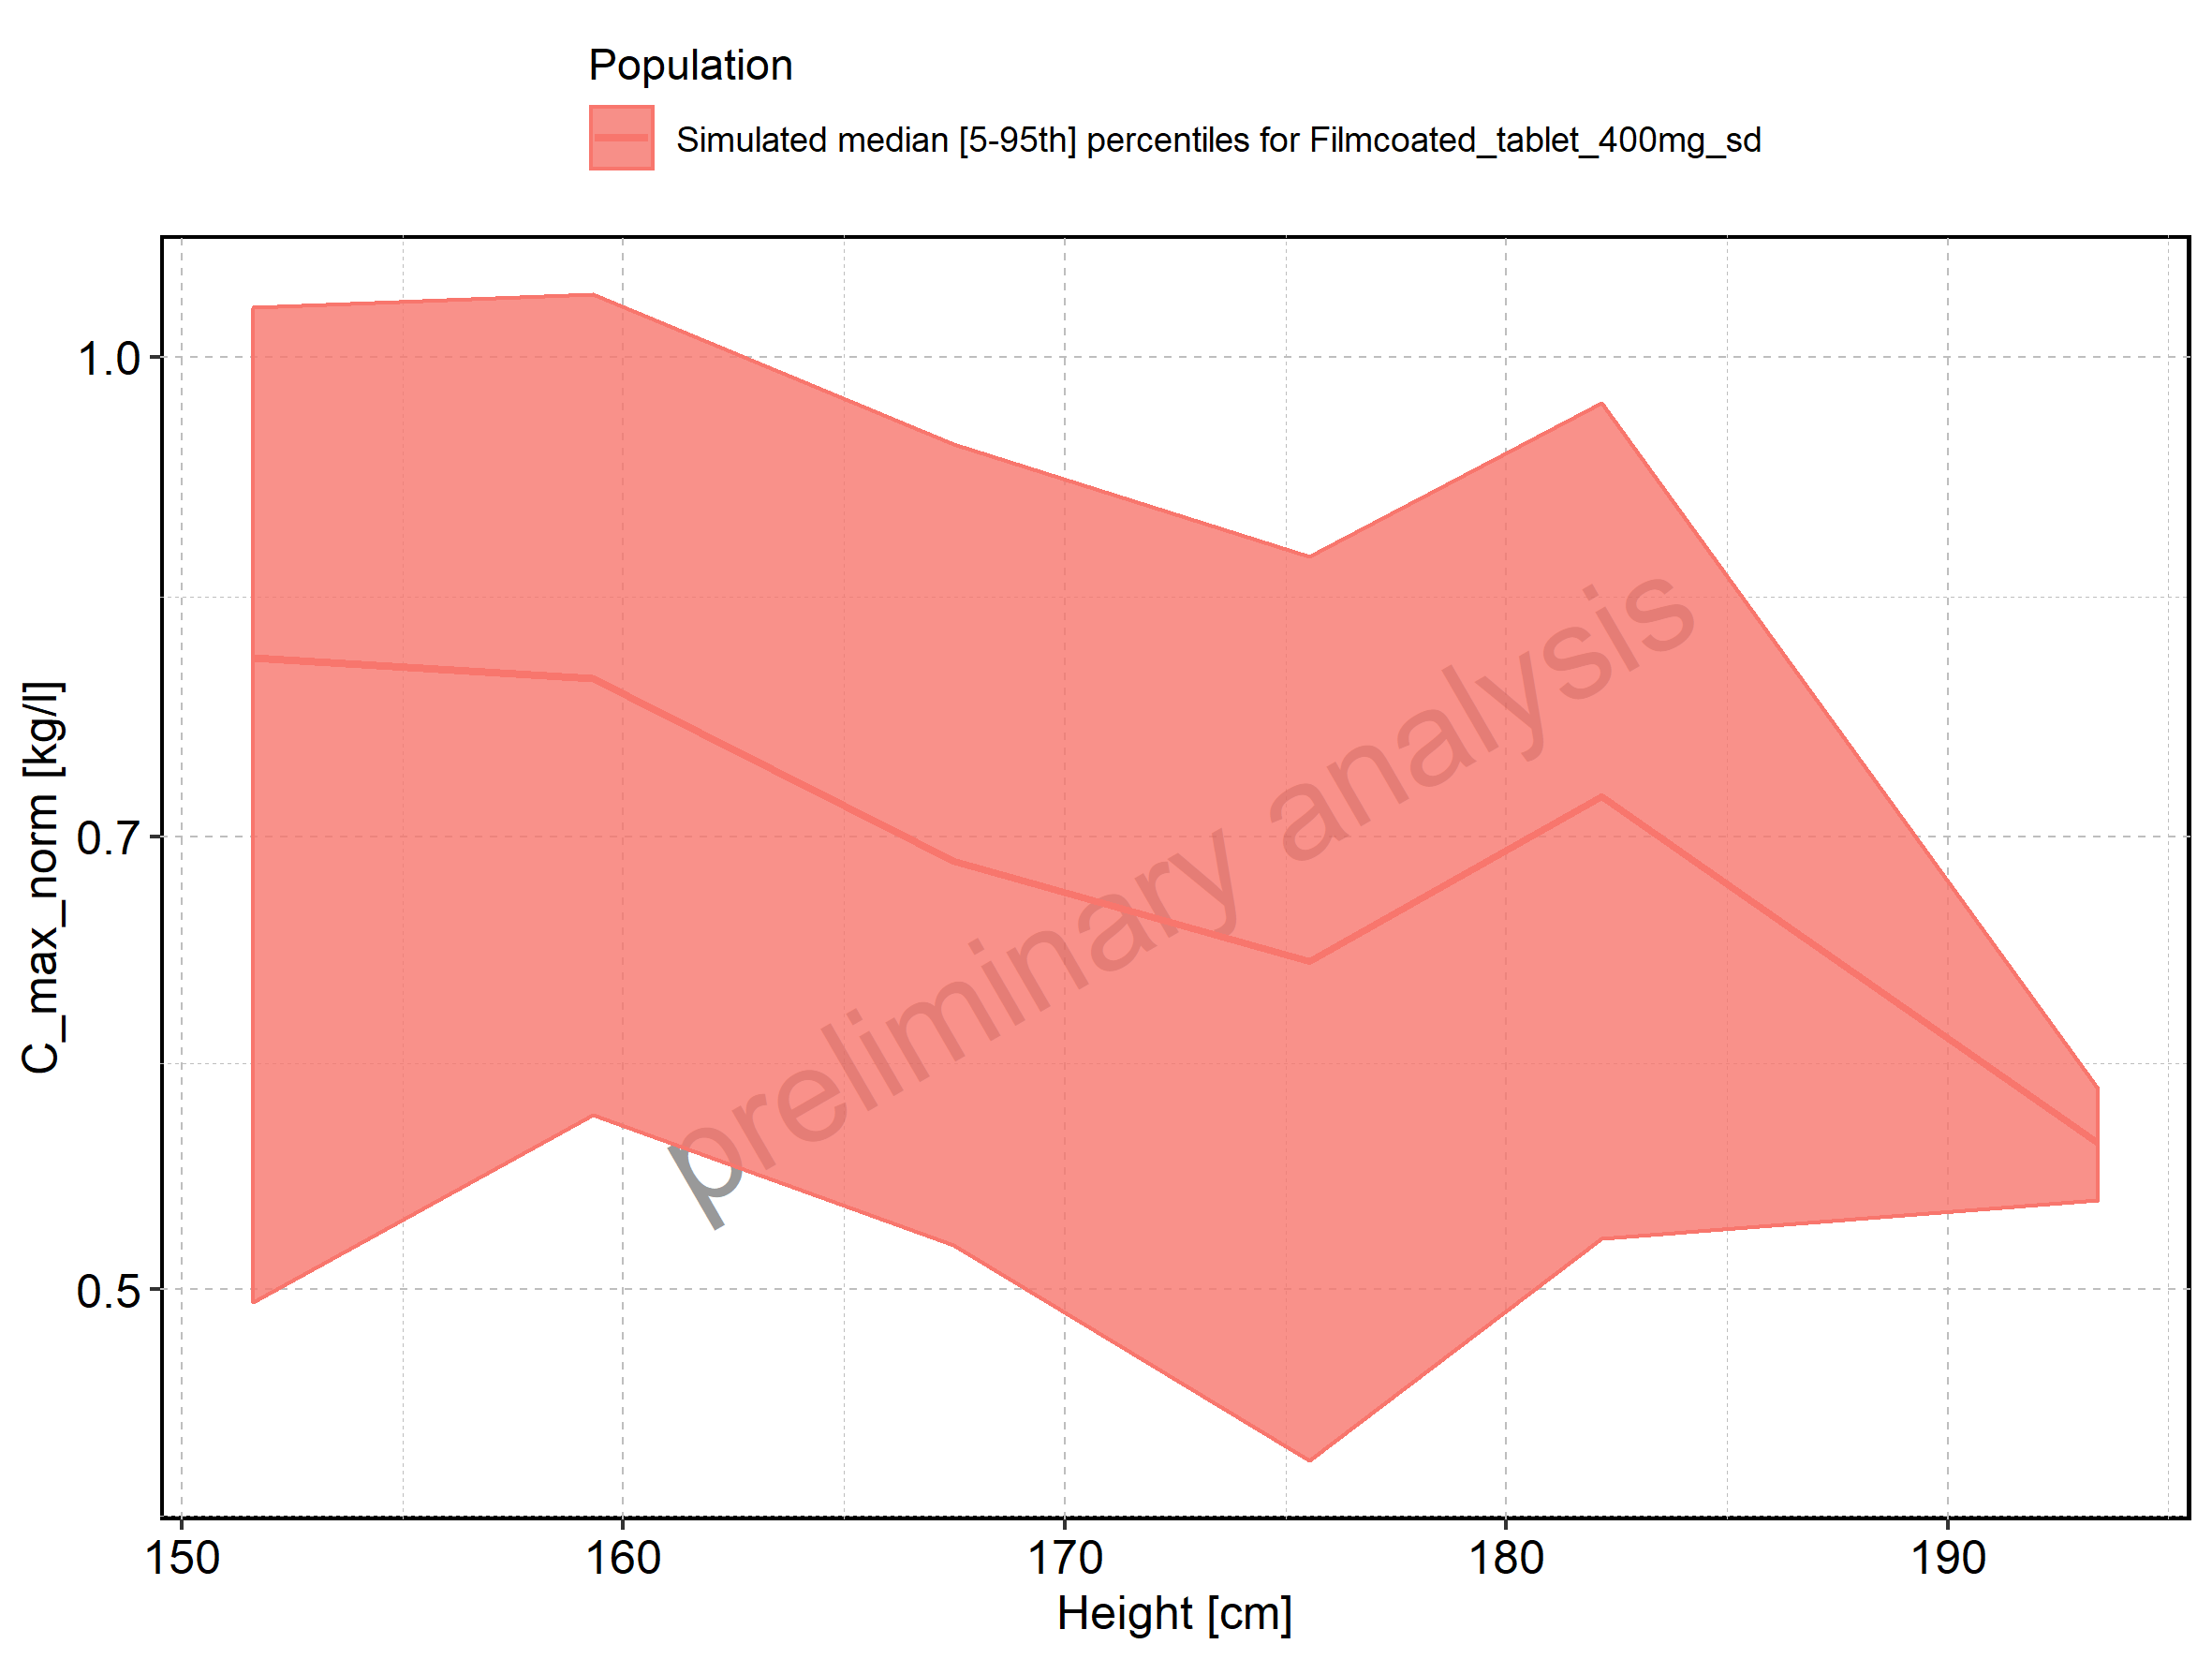 Population
Simulated median [5-95th] percentiles for Filmcoated_tablet_400mg_sd
1.0
0.7
0.5
C_max_norm [kg/l]
preliminary analysis
150 160 170 180 190
Height [cm]